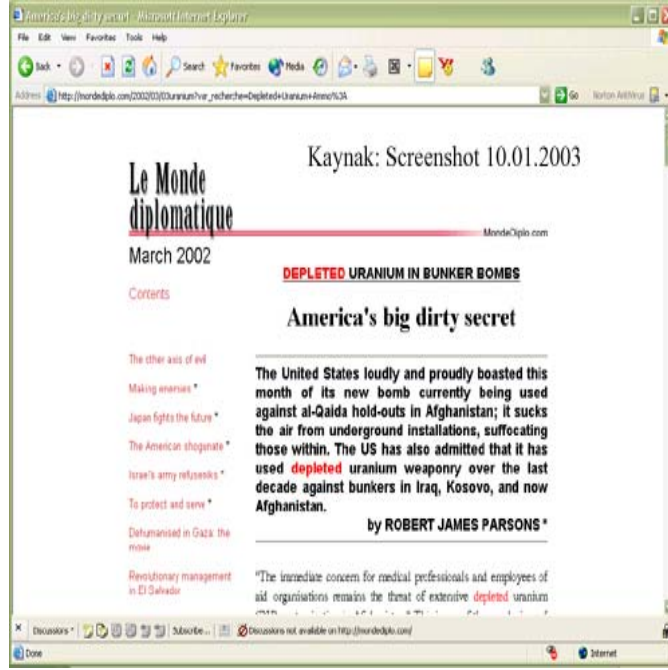 America's big dirty secret - Microsoft Internet Explorer
File Edit View Favorites Tools Help
Back Search Favorites Media
Address http://mondediplo.com/2002/03/03uranium?var_recherche=Depleted+Uranium+Ammo%3A Go Norton AntiVirus
Kaynak: Screenshot 10.01.2003
Le Monde
diplomatique
MondeDiplo.com
March 2002
Contents
The other axis of evil
Making enemies *
Japan fights the future *
The American shogunate *
Israel's army refuseniks *
To protect and serve *
Dehumanised in Gaza: the
movie
Revolutionary management
in El Salvador
DEPLETED URANIUM IN BUNKER BOMBS
America's big dirty secret
The United States loudly and proudly boasted this
month of its new bomb currently being used
against al-Qaida hold-outs in Afghanistan; it sucks
the air from underground installations, suffocating
those within. The US has also admitted that it has
used depleted uranium weaponry over the last
decade against bunkers in Iraq, Kosovo, and now
Afghanistan.
by ROBERT JAMES PARSONS *
"The immediate concern for medical professionals and employees of
aid organisations remains the threat of extensive depleted uranium
Discussions Subscribe... Discussions not available on http://mondediplo.com/
Done Internet